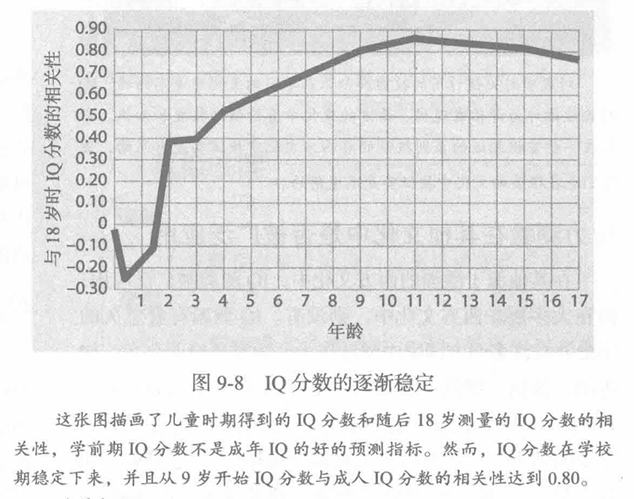 0.90
0.80
0.70
0.60
0.50
0.40
0.30
0.20
0.10
0
-0.10
-0.20
-0.30
与18岁时IQ分数的相关性
1 2 3 4 5 6 7 8 9 10 11 12 13 14 15 16 17
年龄
图 9-8 IQ 分数的逐渐稳定
这张图描画了儿童时期得到的 IQ 分数和随后 18 岁测量的 IQ 分数的相
关性，学前期 IQ 分数不是成年 IQ 的好的预测指标。然而，IQ 分数在学校
期稳定下来，并且从 9 岁开始 IQ 分数与成人 IQ 分数的相关性达到 0.80。